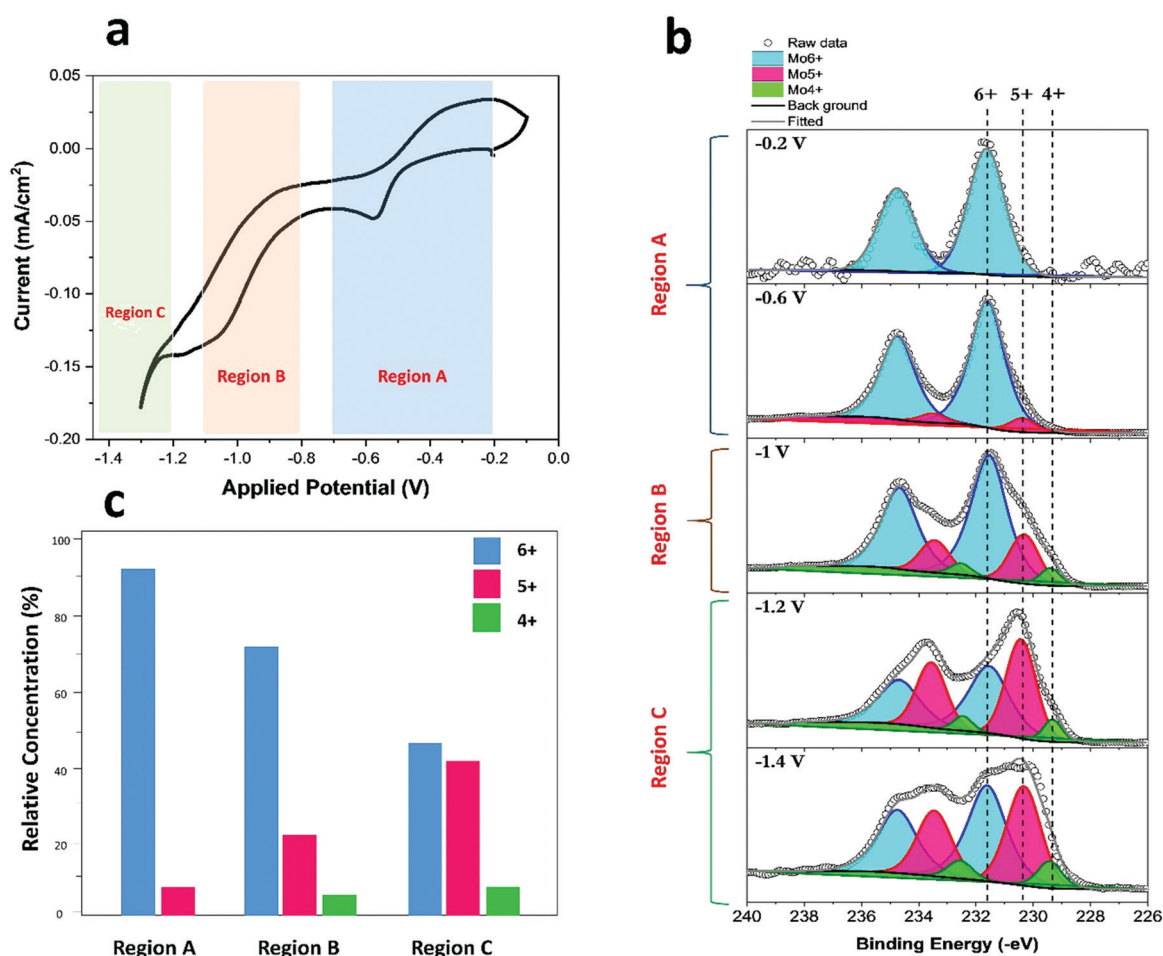 a
Current (mA/cm²)
0.05
0.00
-0.05
-0.10
-0.15
-0.20
Region C
Region B
Region A
-1.4 -1.2 -1.0 -0.8 -0.6 -0.4 -0.2 0.0
Applied Potential (V)
b
Raw data
Mo6+
Mo5+
Mo4+
Back ground
Fitted
6+ 5+ 4+
Region A
-0.2 V
-0.6 V
Region B
-1 V
Region C
-1.2 V
-1.4 V
240 238 236 234 232 230 228 226
Binding Energy (-eV)
c
Relative Concentration (%)
100
80
60
40
20
0
6+
5+
4+
Region A Region B Region C